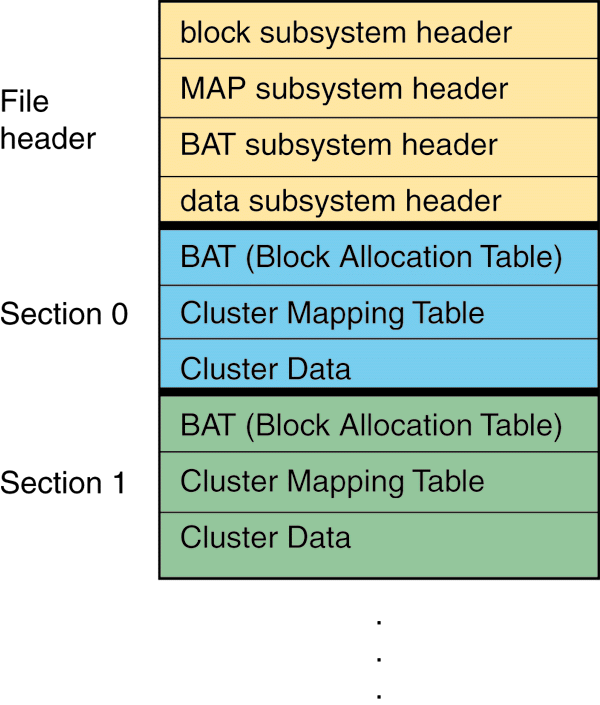 File
header
block subsystem header
MAP subsystem header
BAT subsystem header
data subsystem header
Section 0
BAT (Block Allocation Table)
Cluster Mapping Table
Cluster Data
Section 1
BAT (Block Allocation Table)
Cluster Mapping Table
Cluster Data
.
.
.